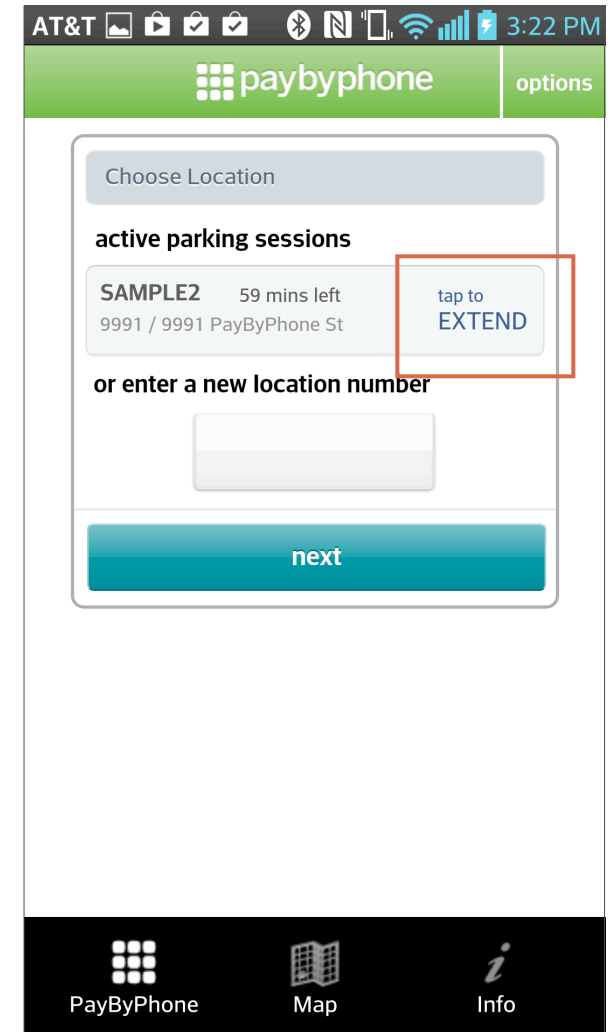 AT&T 3:22 PM
paybyphone options
Choose Location
active parking sessions
SAMPLE2 59 mins left tap to
9991 / 9991 PayByPhone St EXTEND
or enter a new location number
next
PayByPhone Map Info